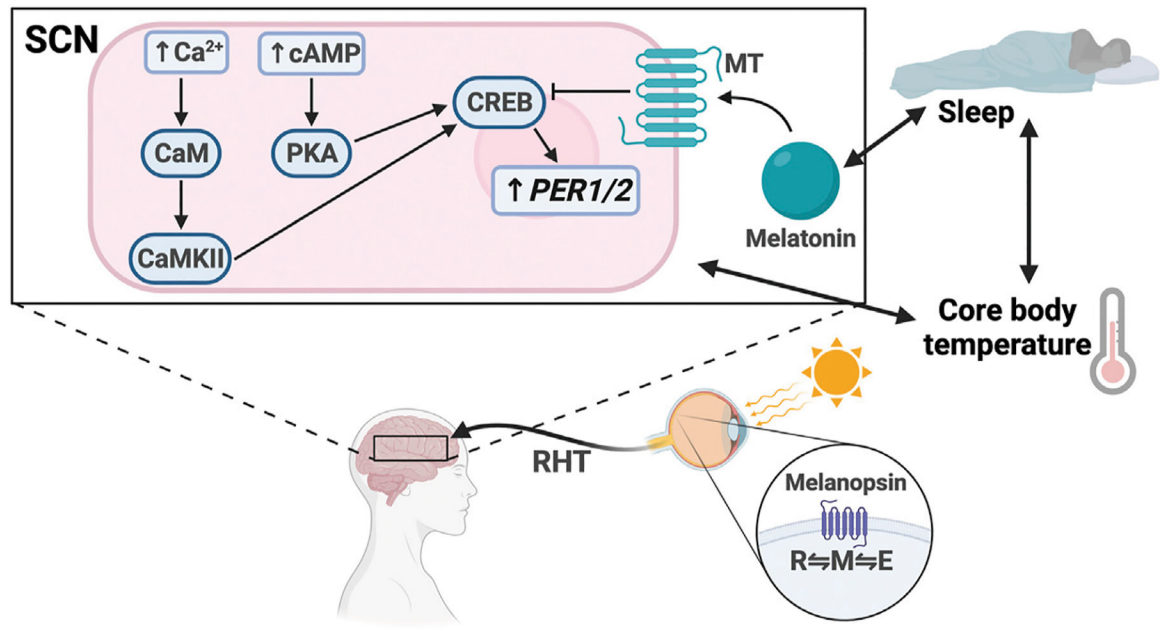 SCN
↑Ca²⁺
↑cAMP
MT
CREB
CaM
PKA
Sleep
↑PER1/2
Melatonin
CaMKII
Core body
temperature
RHT
Melanopsin
R⇋M⇋E